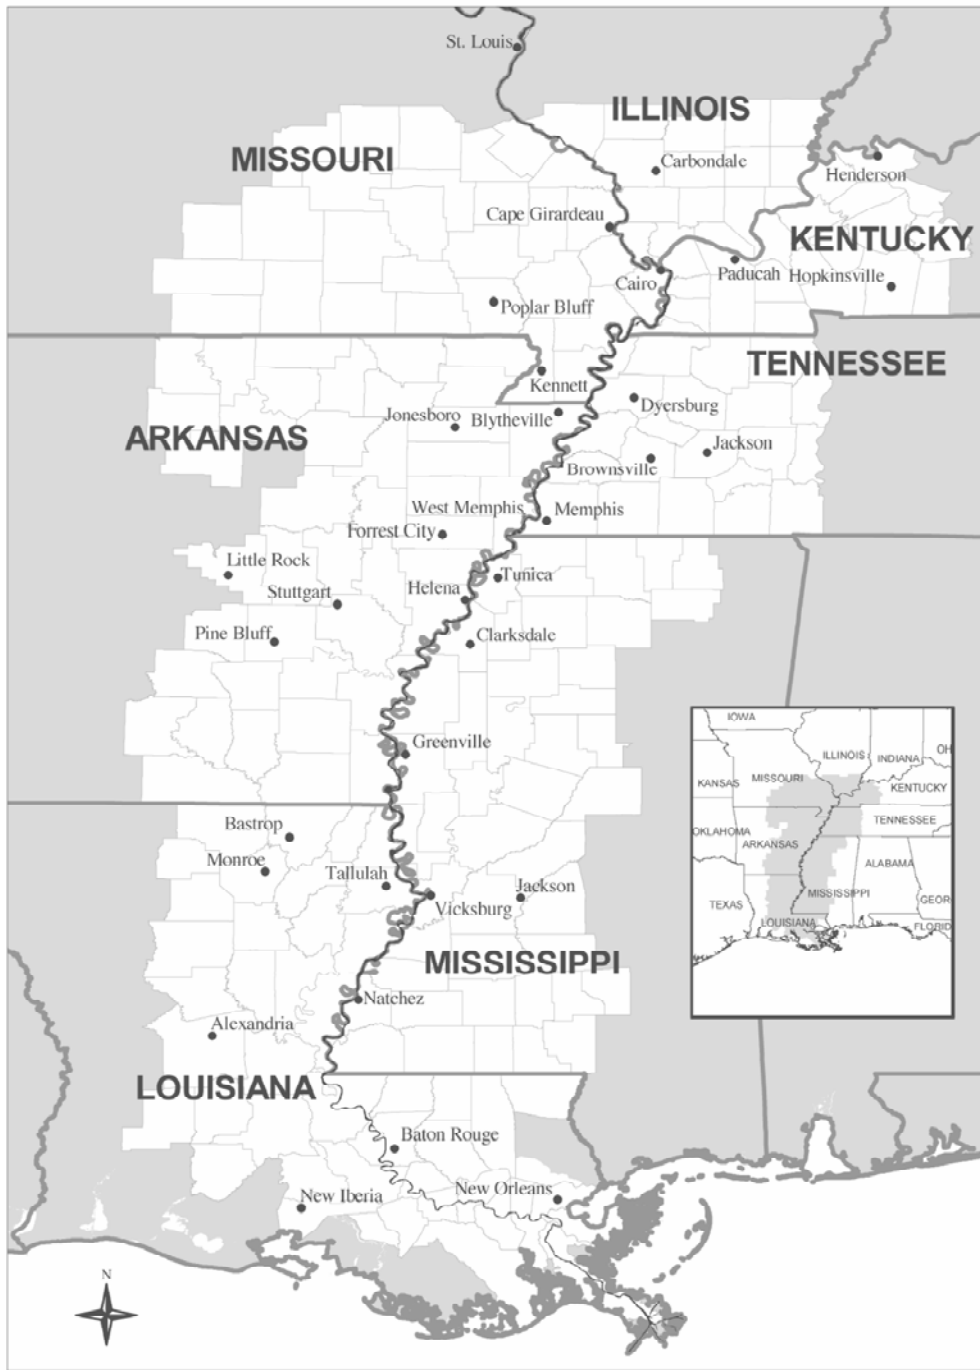 St. Louis
ILLINOIS
MISSOURI
Carbondale
Henderson
Cape Girardeau
KENTUCKY
Cairo
Paducah
Hopkinsville
Poplar Bluff
TENNESSEE
Kennett
Dyersburg
Jonesboro
Blytheville
ARKANSAS
Jackson
Brownsville
West Memphis
Memphis
Forrest City
Little Rock
Tunica
Helena
Stuttgart
Pine Bluff
Clarksdale
Greenville
IOWA
ILLINOIS
INDIANA
OH
KANSAS
MISSOURI
KENTUCKY
TENNESSEE
OKLAHOMA
ARKANSAS
ALABAMA
MISSISSIPPI
GEOR
TEXAS
LOUISIANA
FLORID
Bastrop
Monroe
Tallulah
Jackson
Vicksburg
MISSISSIPPI
Natchez
Alexandria
LOUISIANA
Baton Rouge
New Iberia
New Orleans
N